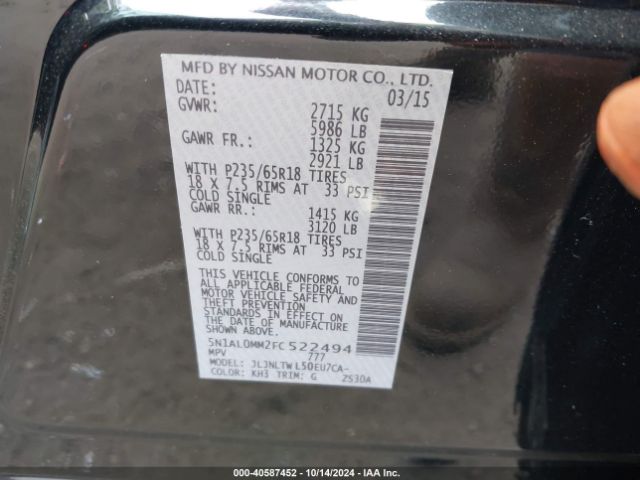 MFD BY NISSAN MOTOR CO., LTD.
DATE: 03/15
GVWR: 2715 KG
5986 LB
GAWR FR.: 1325 KG
2921 LB
WITH P235/65R18 TIRES
18 X 7.5 RIMS AT 33 PSI
COLD SINGLE
GAWR RR.: 1415 KG
3120 LB
WITH P235/65R18 TIRES
18 X 7.5 RIMS AT 33 PSI
COLD SINGLE
THIS VEHICLE CONFORMS TO
ALL APPLICABLE FEDERAL
MOTOR VEHICLE SAFETY AND
THEFT PREVENTION
STANDARDS IN EFFECT ON
THE DATE OF MANUFACTURE
SHOWN ABOVE.
5N1AL0MM2FC522494
MPV 777
MODEL: JLJNLTWL50EU7CA-
COLOR: KH3 TRIM: G ZS30A
000-40587452 | 10/14/2024 | IAA Inc.